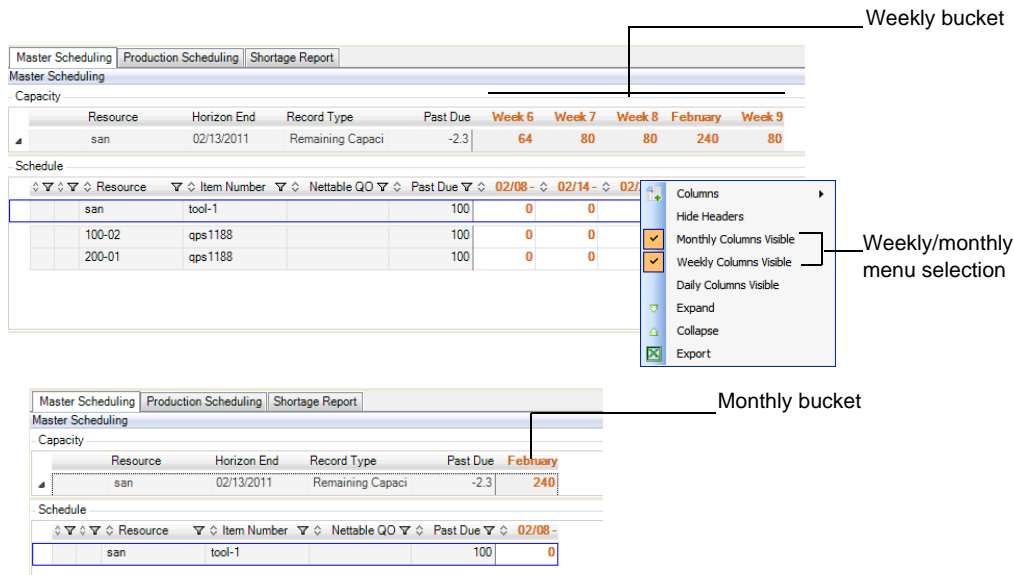 Weekly bucket
Master Scheduling Production Scheduling Shortage Report
Master Scheduling
Capacity
Resource Horizon End Record Type Past Due Week 6 Week 7 Week 8 February Week 9
san 02/13/2011 Remaining Capaci -2.3 64 80 80 240 80
Schedule
Resource Item Number Nettable QO Past Due 02/08 - 02/14 - 02/
san tool-1 100 0 0
100-02 qps1188 100 0 0
200-01 qps1188 100 0 0
Columns
Hide Headers
Monthly Columns Visible
Weekly Columns Visible
Daily Columns Visible
Expand
Collapse
Export
Weekly/monthly
menu selection
Monthly bucket
Master Scheduling Production Scheduling Shortage Report
Master Scheduling
Capacity
Resource Horizon End Record Type Past Due February
san 02/13/2011 Remaining Capaci -2.3 240
Schedule
Resource Item Number Nettable QO Past Due 02/08 -
san tool-1 100 0